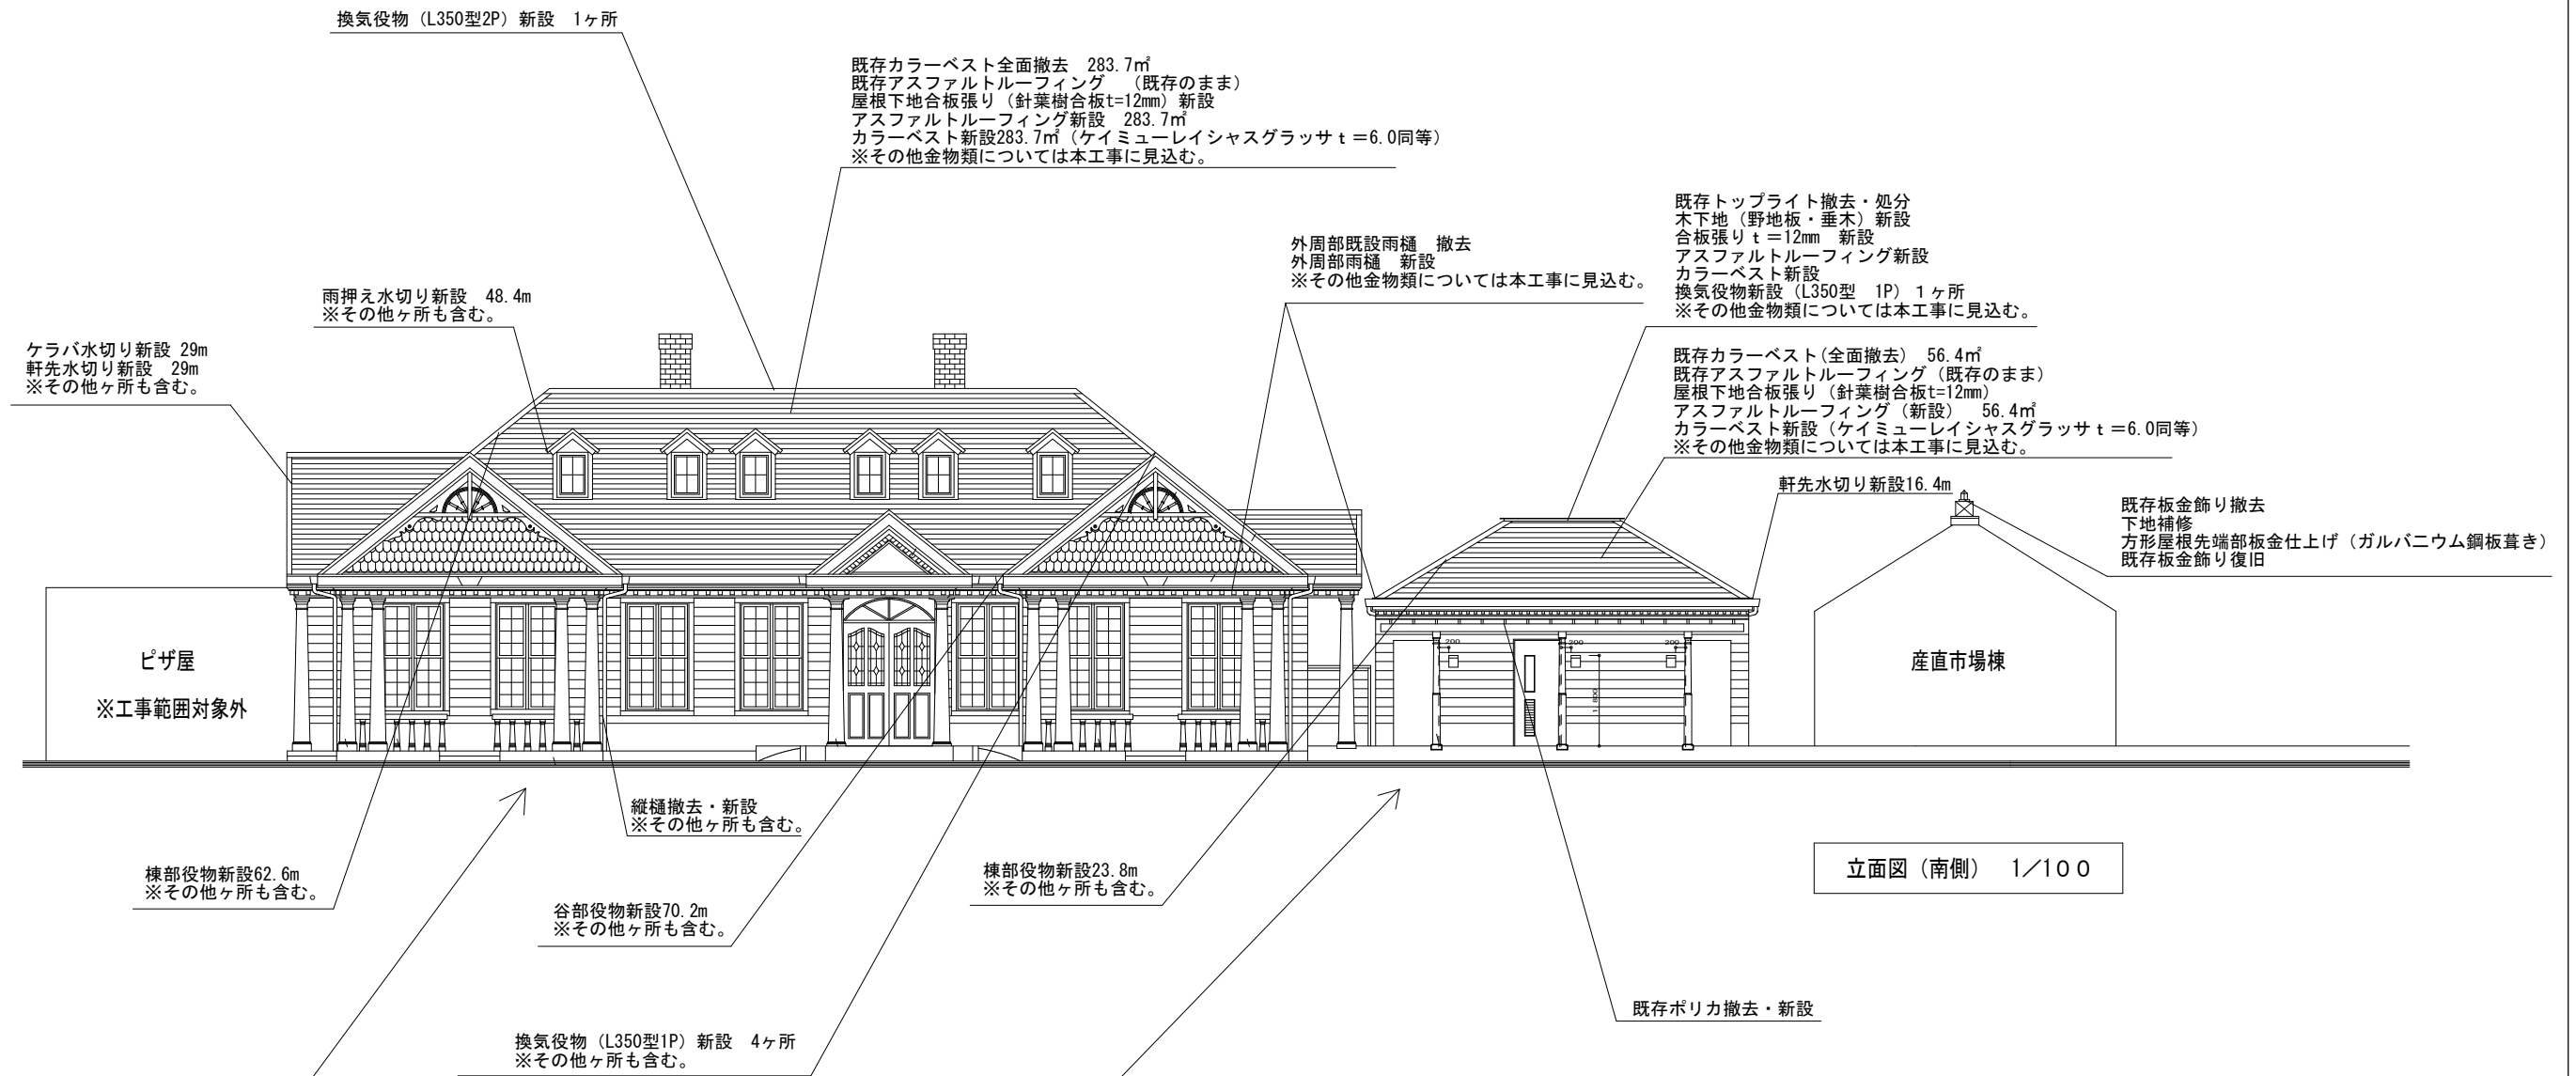 換気役物（L350型2P）新設　1ヶ所
既存カラーベスト全面撤去　283.7㎡
既存アスファルトルーフィング　（既存のまま）
屋根下地合板張り（針葉樹合板t=12㎜）新設
アスファルトルーフィング新設　283.7㎡
カラーベスト新設283.7㎡（ケイミューレイシャスグラッサｔ＝6.0同等）
※その他金物類については本工事に見込む。
既存トップライト撤去・処分
木下地（野地板・垂木）新設
合板張りｔ＝12㎜　新設
アスファルトルーフィング新設
カラーベスト新設
換気役物新設（L350型　1P）１ヶ所
※その他金物類については本工事に見込む。
外周部既設雨樋　撤去
外周部雨樋　新設
※その他金物類については本工事に見込む。
雨押え水切り新設　48.4m
※その他ヶ所も含む。
ケラバ水切り新設 29m
軒先水切り新設　29m
※その他ヶ所も含む。
既存カラーベスト(全面撤去)　56.4㎡
既存アスファルトルーフィング（既存のまま）
屋根下地合板張り（針葉樹合板t=12㎜）
アスファルトルーフィング（新設）　56.4㎡
カラーベスト新設（ケイミューレイシャスグラッサｔ＝6.0同等）
※その他金物類については本工事に見込む。
軒先水切り新設16.4m
既存板金飾り撤去
下地補修
方形屋根先端部板金仕上げ（ガルバニウム鋼板葺き）
既存板金飾り復旧
200
200
200
1,800
ピザ屋
※工事範囲対象外
産直市場棟
縦樋撤去・新設
※その他ヶ所も含む。
棟部役物新設62.6m
※その他ヶ所も含む。
谷部役物新設70.2m
※その他ヶ所も含む。
棟部役物新設23.8m
※その他ヶ所も含む。
立面図（南側）　1／1００
既存ポリカ撤去・新設
換気役物（L350型1P）新設　4ヶ所
※その他ヶ所も含む。